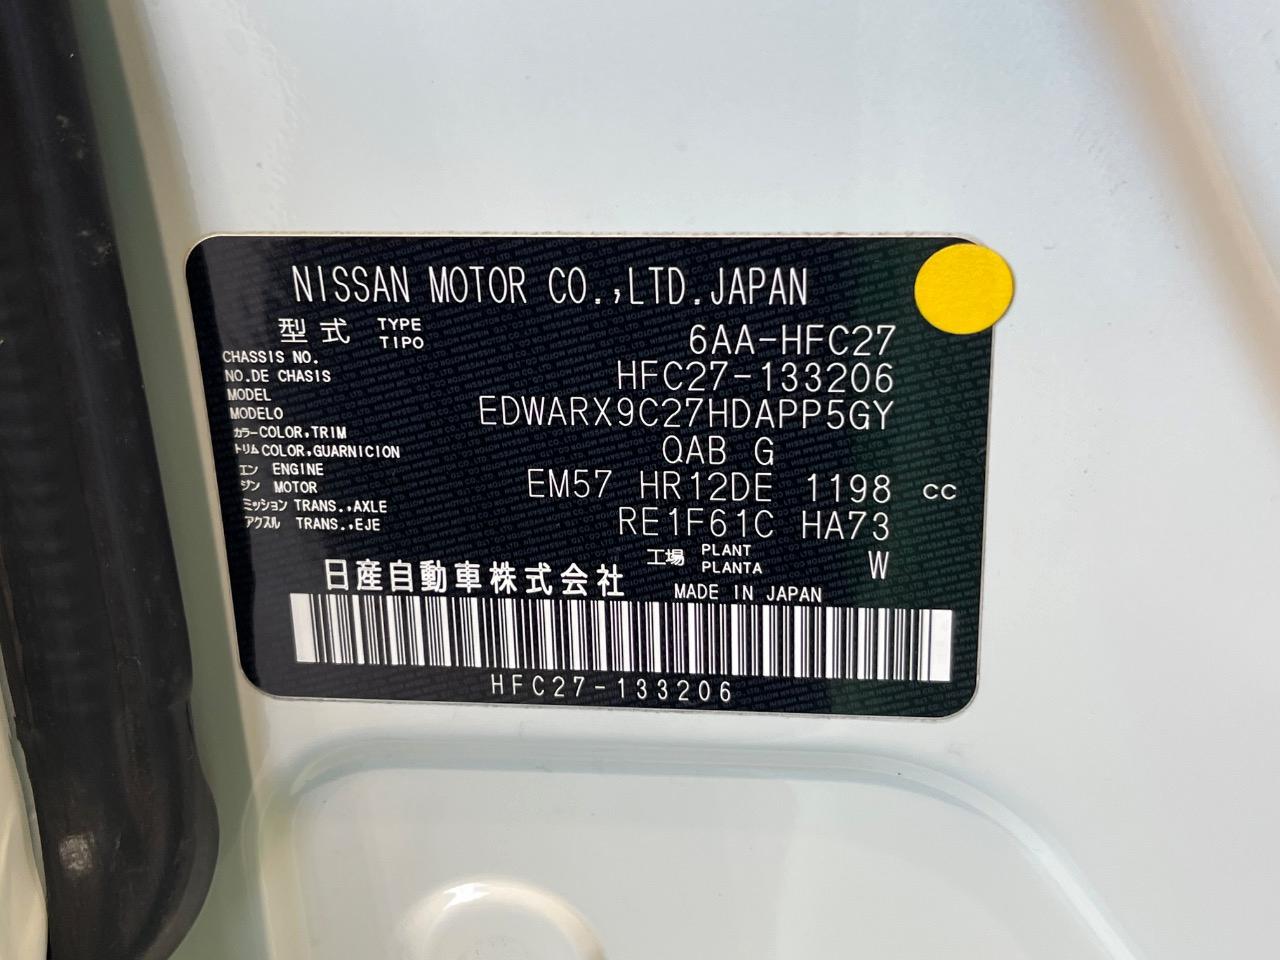 NISSAN MOTOR CO.,LTD.JAPAN
型式 TYPE TIPO 6AA-HFC27
CHASSIS NO.
NO.DE CHASIS HFC27-133206
MODEL
MODELO EDWARX9C27HDAPP5GY
カラー COLOR,TRIM
トリム COLOR,GUARNICION QAB G
エン ENGINE
ジン MOTOR EM57 HR12DE 1198 cc
ミッション TRANS.,AXLE
アクスル TRANS.,EJE RE1F61C HA73
工場 PLANT PLANTA W
日産自動車株式会社 MADE IN JAPAN
HFC27-133206